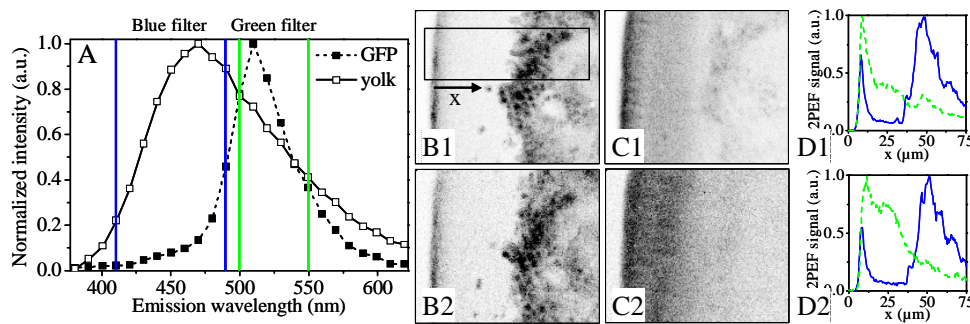 Blue filter Green filter
A
GFP
yolk
Normalized intensity (a.u.)
1.0
0.8
0.6
0.4
0.2
0.0
400 450 500 550 600
Emission wavelength (nm)
x
B1
C1
B2
C2
2PEF signal (a.u.)
1.0
0.5
0.0
0 25 50 75
x (µm)
D1
2PEF signal (a.u.)
1.0
0.5
0.0
0 25 50 75
x (µm)
D2